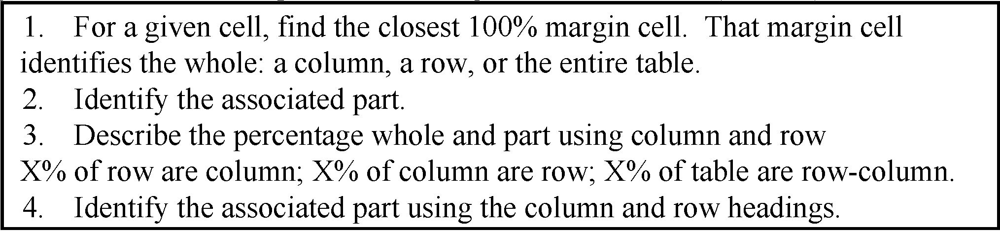 1. For a given cell, find the closest 100% margin cell. That margin cell
identifies the whole: a column, a row, or the entire table.
2. Identify the associated part.
3. Describe the percentage whole and part using column and row
X% of row are column; X% of column are row; X% of table are row-column.
4. Identify the associated part using the column and row headings.